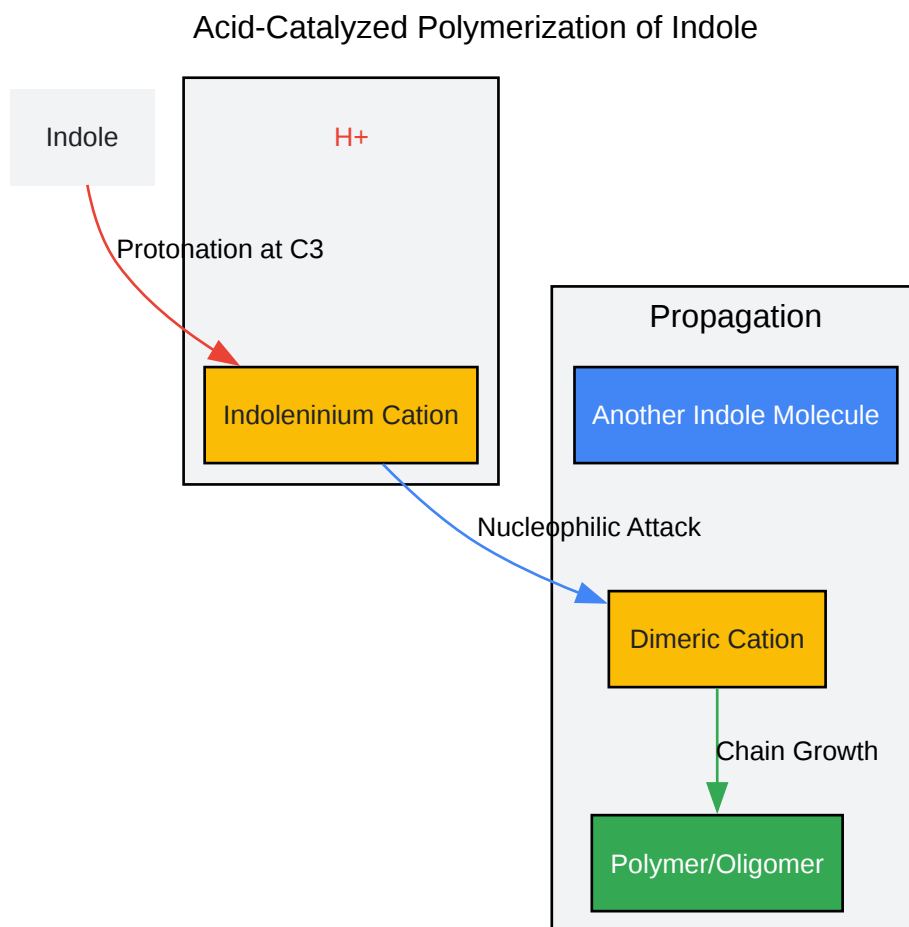 Acid-Catalyzed Polymerization of Indole
Indole
H+
Protonation at C3
Indoleninium Cation
Propagation
Another Indole Molecule
Nucleophilic Attack
Dimeric Cation
Chain Growth
Polymer/Oligomer